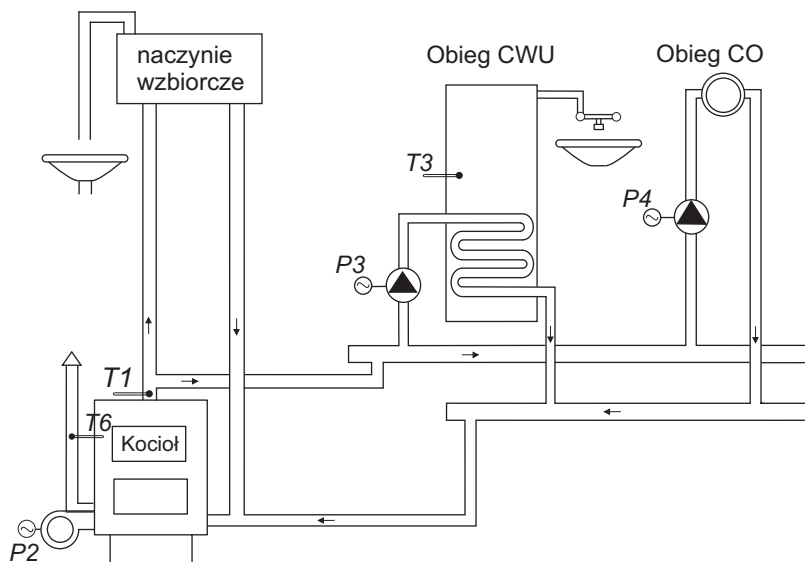 naczynie
wzbiorcze
Obieg CWU
Obieg CO
T3
P4
P3
T1
T6
Kocioł
P2